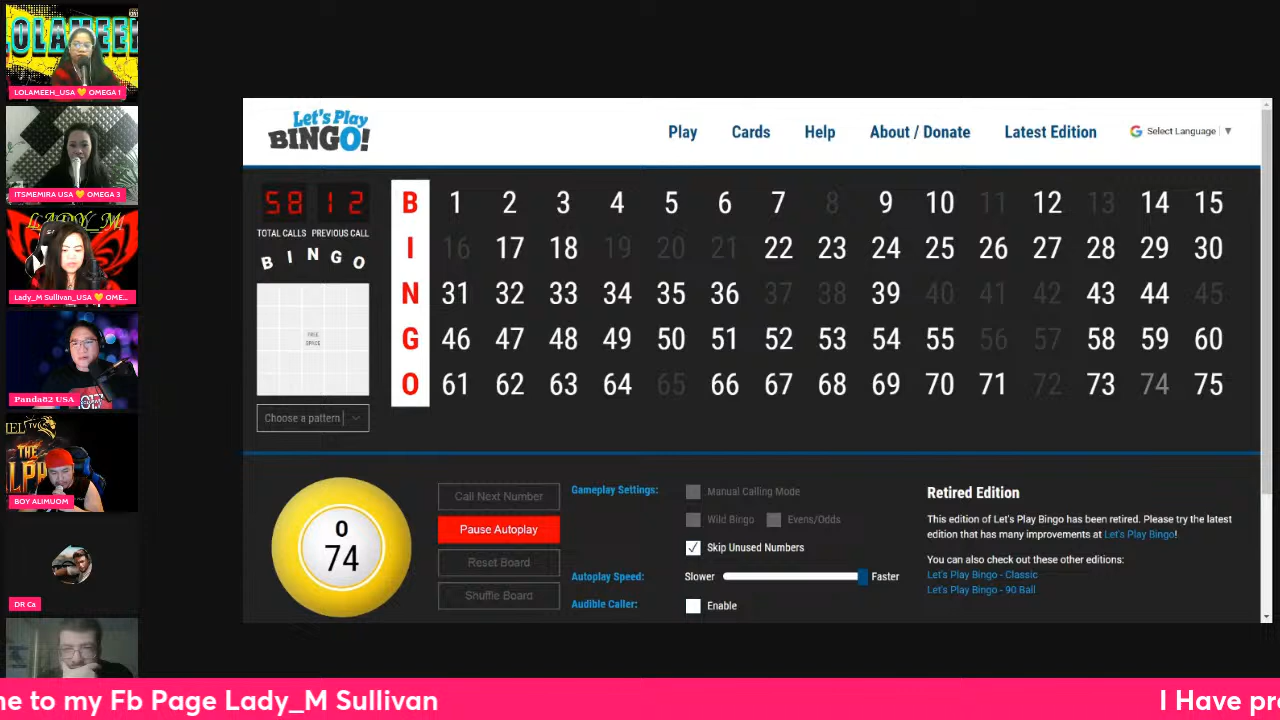 LOLAMEEH
LOLAMEEH_USA 💛 OMEGA 1
ITSMEMIRA USA 💛 OMEGA 3
LADY_M
Lady_M Sullivan_USA 💛 OME...
Panda82 USA
THE
BOY ALIMUOM
DR Ca
Let's Play
BINGO!
Play Cards Help About / Donate Latest Edition Select Language
58 12
TOTAL CALLS PREVIOUS CALL
B I N G O
FREE
SPACE
Choose a pattern
B 1 2 3 4 5 6 7 8 9 10 11 12 13 14 15
I 16 17 18 19 20 21 22 23 24 25 26 27 28 29 30
N 31 32 33 34 35 36 37 38 39 40 41 42 43 44 45
G 46 47 48 49 50 51 52 53 54 55 56 57 58 59 60
O 61 62 63 64 65 66 67 68 69 70 71 72 73 74 75
O
74
Call Next Number
Pause Autoplay
Reset Board
Shuffle Board
Gameplay Settings:
Manual Calling Mode
Wild Bingo Evens/Odds
Skip Unused Numbers
Autoplay Speed: Slower Faster
Audible Caller: Enable
Retired Edition
This edition of Let's Play Bingo has been retired. Please try the latest
edition that has many improvements at Let's Play Bingo!
You can also check out these other editions:
Let's Play Bingo - Classic
Let's Play Bingo - 90 Ball
ne to my Fb Page Lady_M Sullivan I Have pr